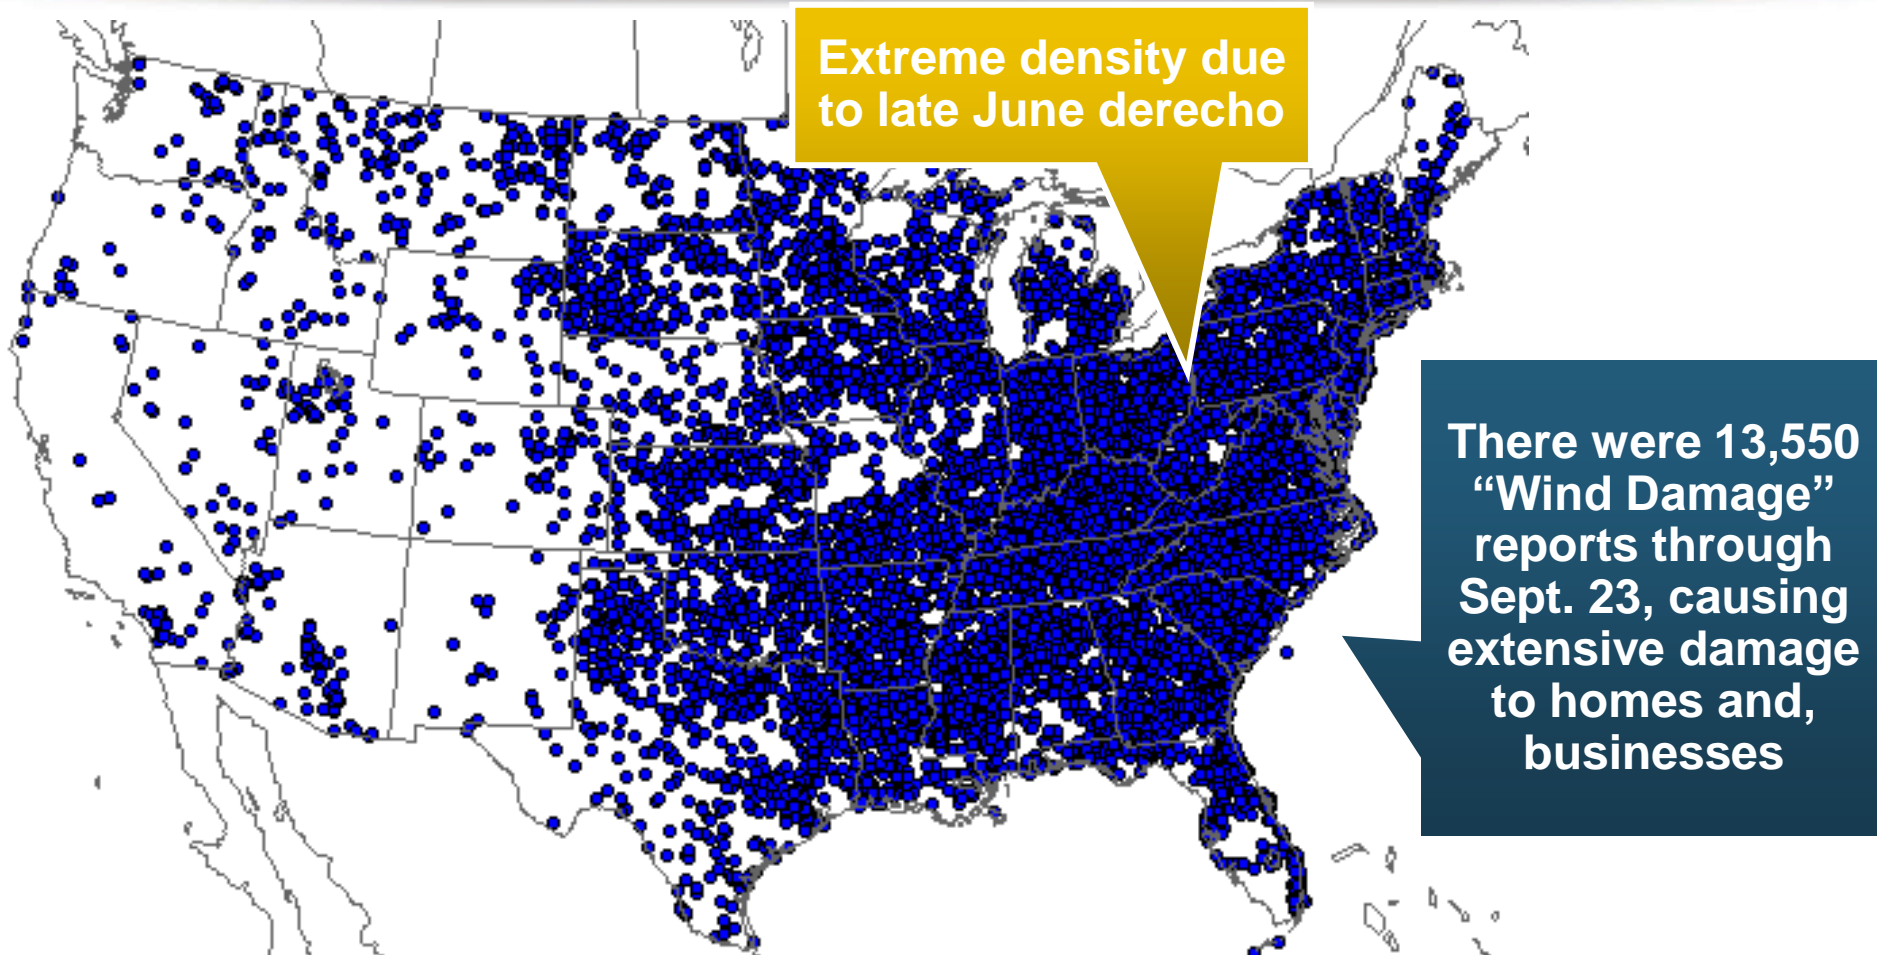 Extreme density due
to late June derecho
There were 13,550
“Wind Damage”
reports through
Sept. 23, causing
extensive damage
to homes and,
businesses